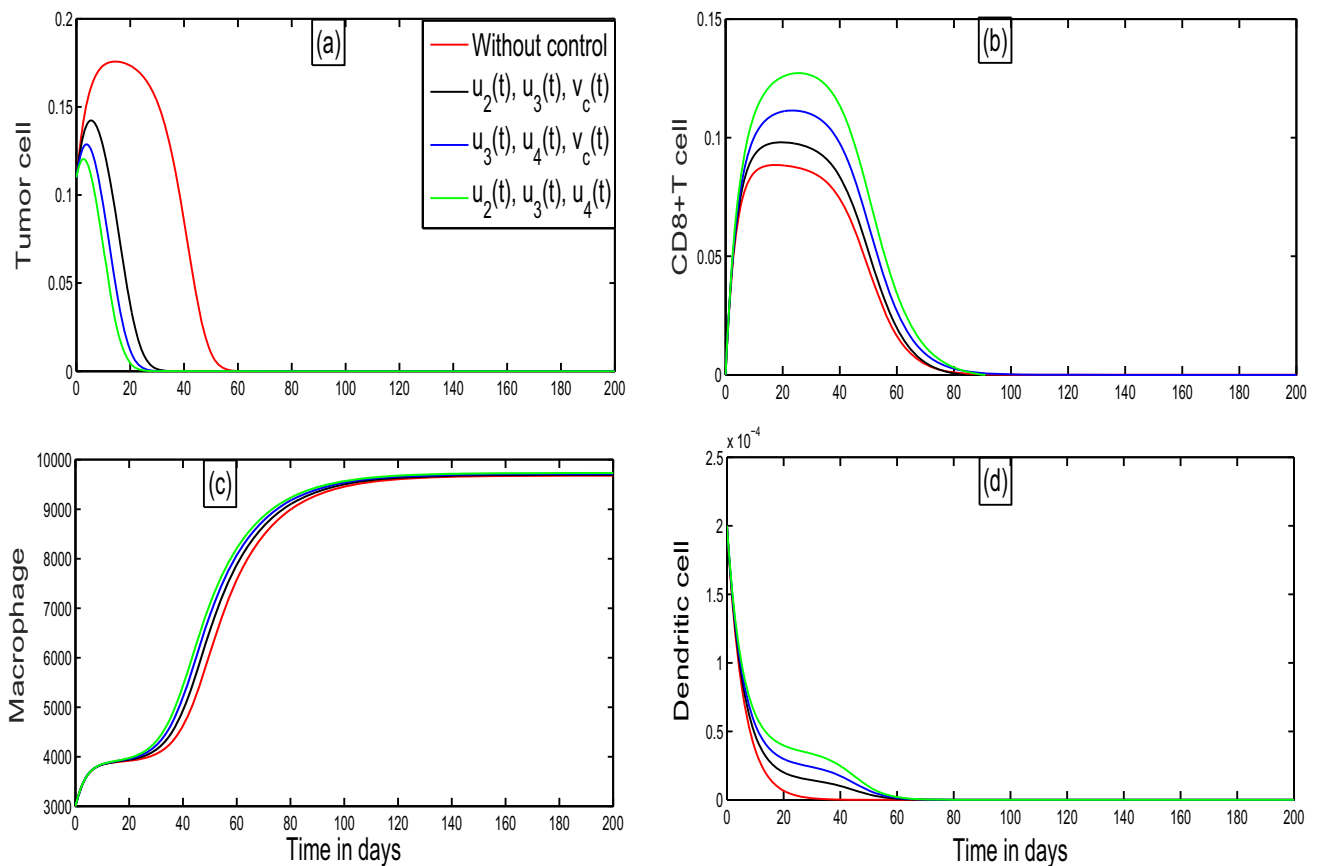 0.2
0.15
0.1
0.05
0
0 20 40 60 80 100 120 140 160 180 200
Tumor cell
(a)
Without control
u2(t), u3(t), vc(t)
u3(t), u4(t), vc(t)
u2(t), u3(t), u4(t)
0.15
0.1
0.05
0
0 20 40 60 80 100 120 140 160 180 200
CD8+T cell
(b)
10000
9000
8000
7000
6000
5000
4000
3000
0 20 40 60 80 100 120 140 160 180 200
Macrophage
Time in days
(c)
x 10−4
2.5
2
1.5
1
0.5
0
0 20 40 60 80 100 120 140 160 180 200
Dendritic cell
Time in days
(d)